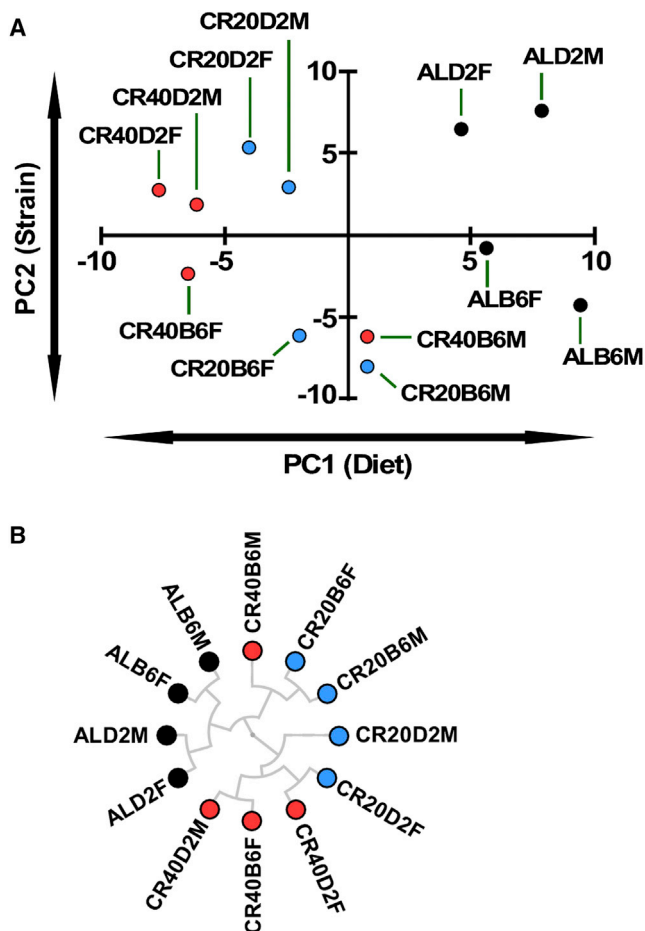 A
CR20D2M
CR20D2F
CR40D2M
CR40D2F
ALD2F
ALD2M
10
5
-10
-5
5
10
-5
-10
PC2 (Strain)
CR40B6F
CR20B6F
CR40B6M
CR20B6M
ALB6F
ALB6M
PC1 (Diet)
B
ALB6M
CR40B6M
CR20B6F
ALB6F
CR20B6M
ALD2M
CR20D2M
ALD2F
CR20D2F
CR40D2M
CR40B6F
CR40D2F